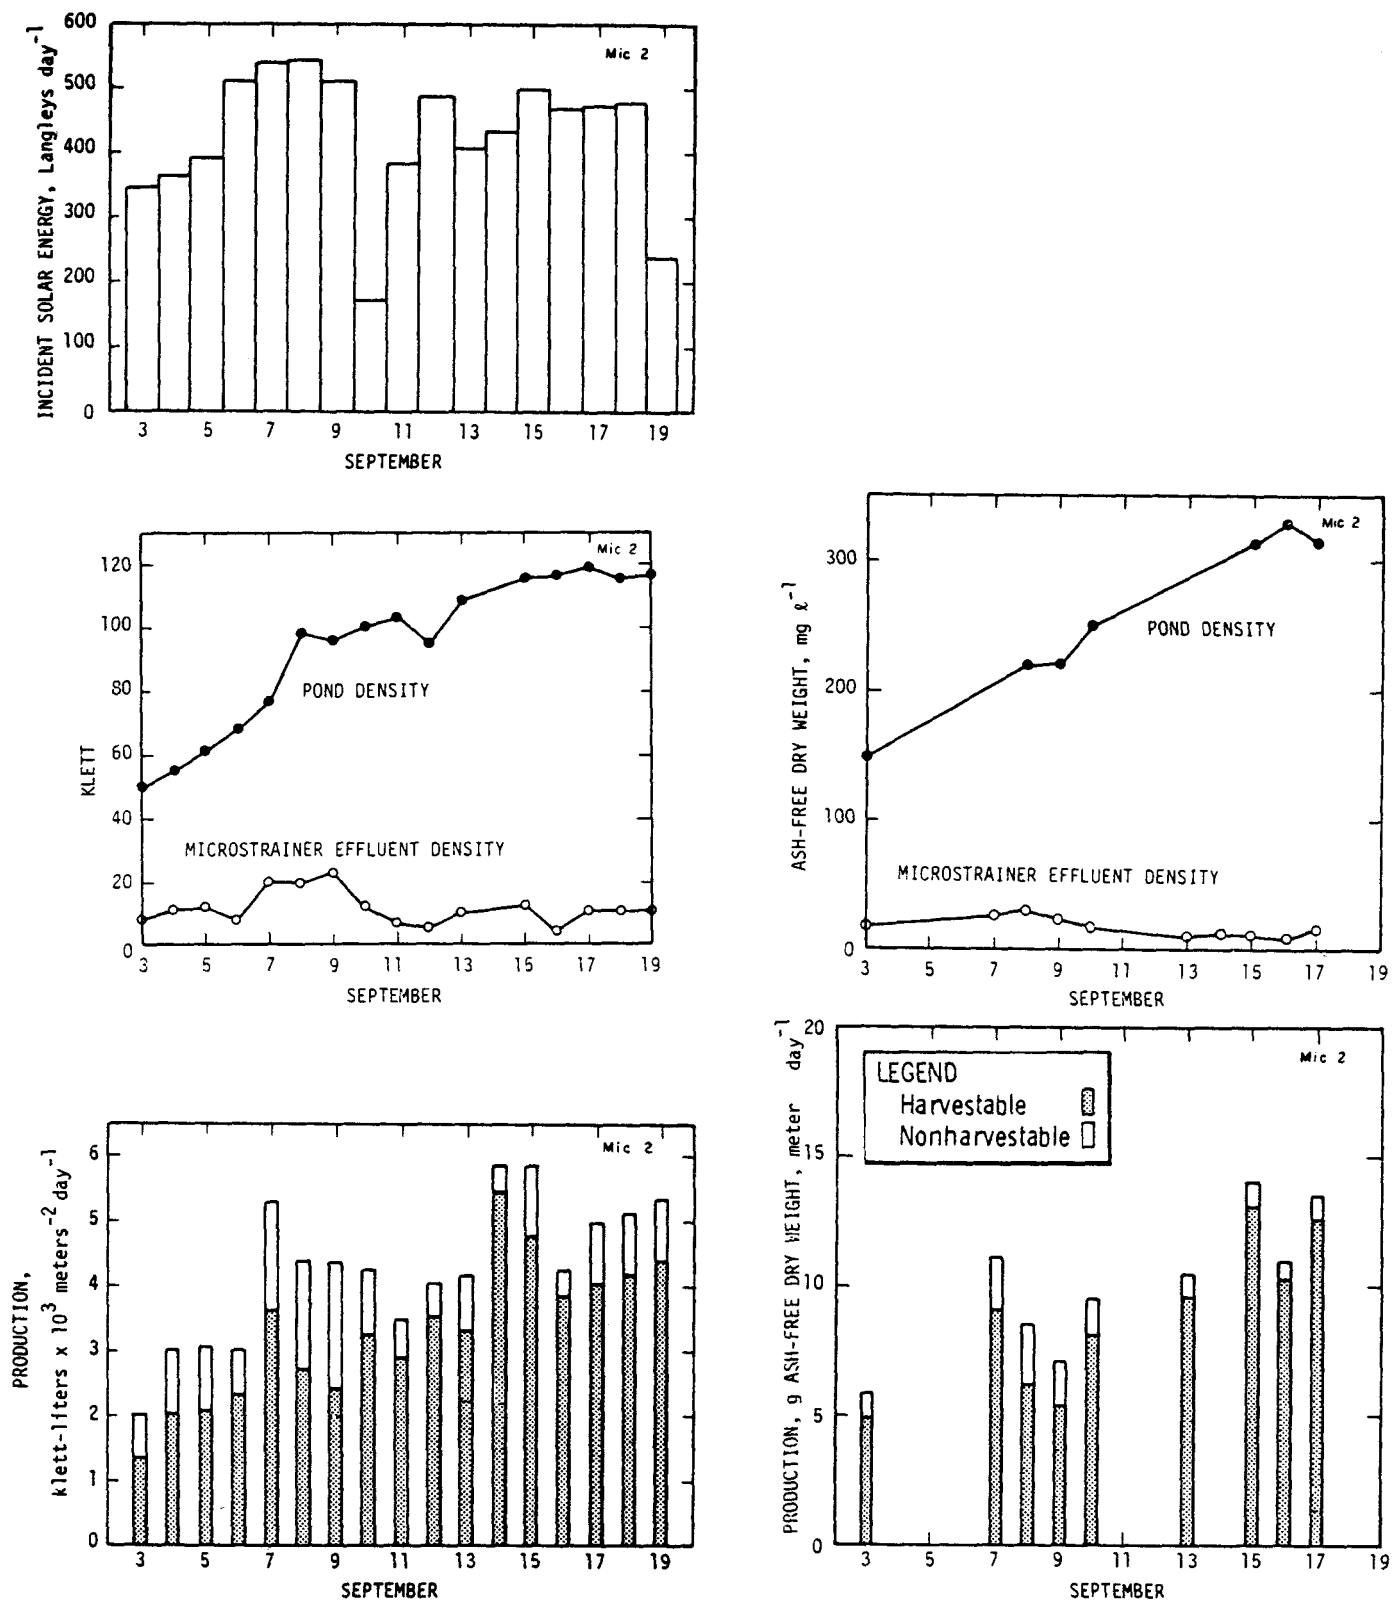 INCIDENT SOLAR ENERGY, Langleys day⁻¹
600
500
400
300
200
100
0
Mic 2
3 5 7 9 11 13 15 17 19
SEPTEMBER
KLETT
120
100
80
60
40
20
0
Mic 2
POND DENSITY
MICROSTRAINER EFFLUENT DENSITY
3 5 7 9 11 13 15 17 19
SEPTEMBER
ASH-FREE DRY WEIGHT, mg ℓ⁻¹
300
200
100
0
Mic 2
POND DENSITY
MICROSTRAINER EFFLUENT DENSITY
3 5 7 9 11 13 15 17 19
SEPTEMBER
PRODUCTION,
klett-liters x 10³ meters⁻² day⁻¹
6
5
4
3
2
1
0
Mic 2
3 5 7 9 11 13 15 17 19
SEPTEMBER
PRODUCTION, g ASH-FREE DRY WEIGHT, meter day⁻¹
20
15
10
5
0
Mic 2
LEGEND
Harvestable
Nonharvestable
3 5 7 9 11 13 15 17 19
SEPTEMBER